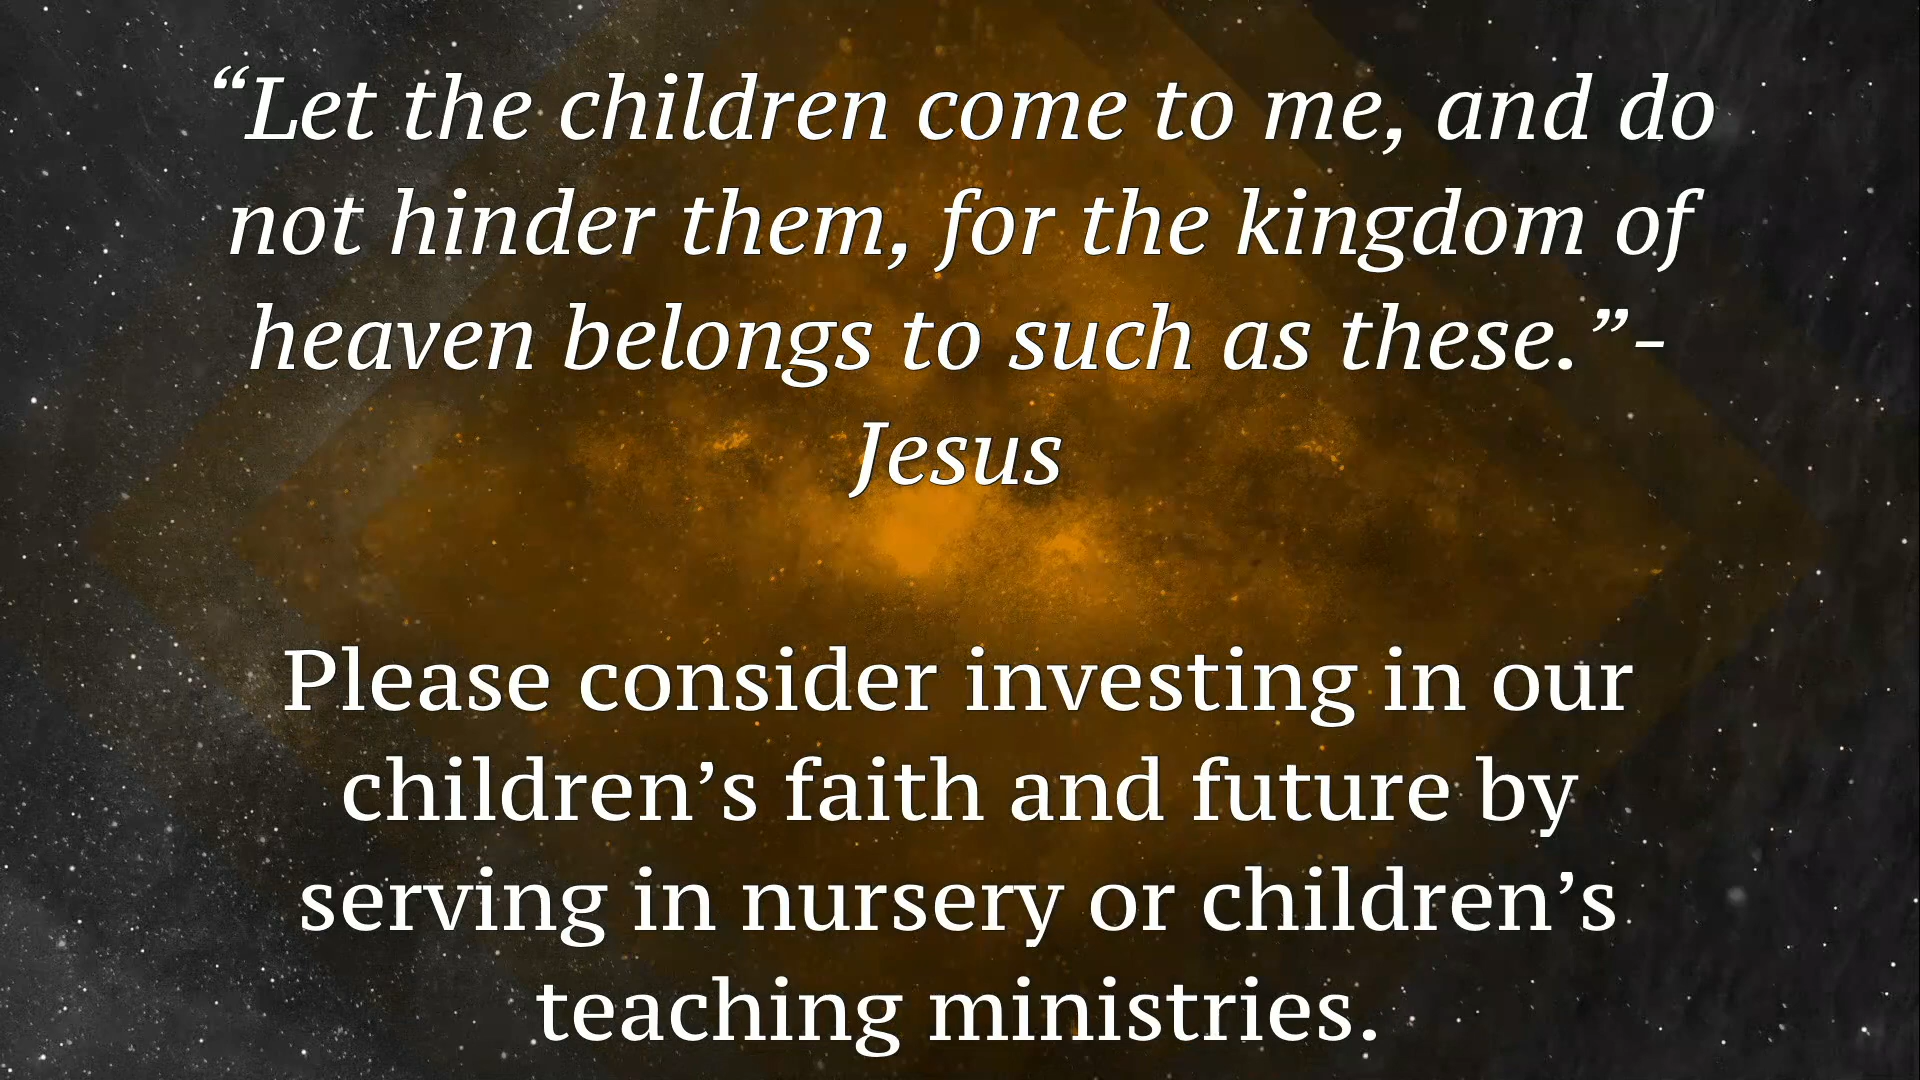 “Let the children come to me, and do
not hinder them, for the kingdom of
heaven belongs to such as these.”-
Jesus
Please consider investing in our
children’s faith and future by
serving in nursery or children’s
teaching ministries.